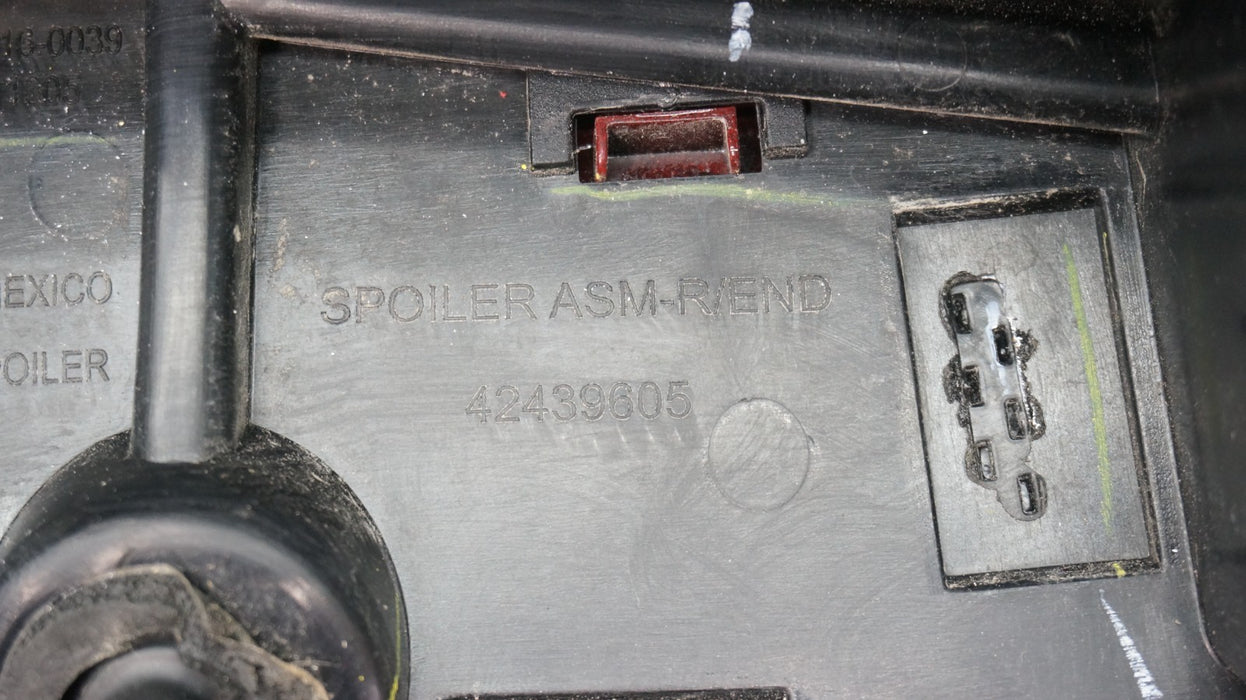 16-0039
EXICO
SPOILER ASM-R/END
OILER
42439605